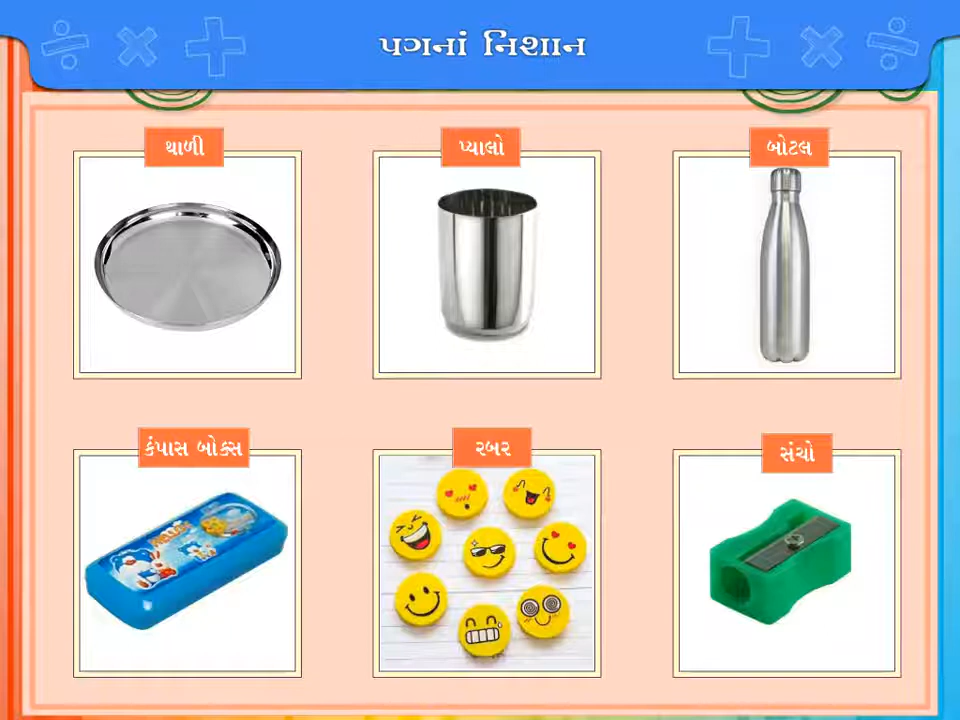 પગનાં નિશાન
થાળી
પ્યાલો
બોટલ
કંપાસ બોક્સ
રબર
સંચો